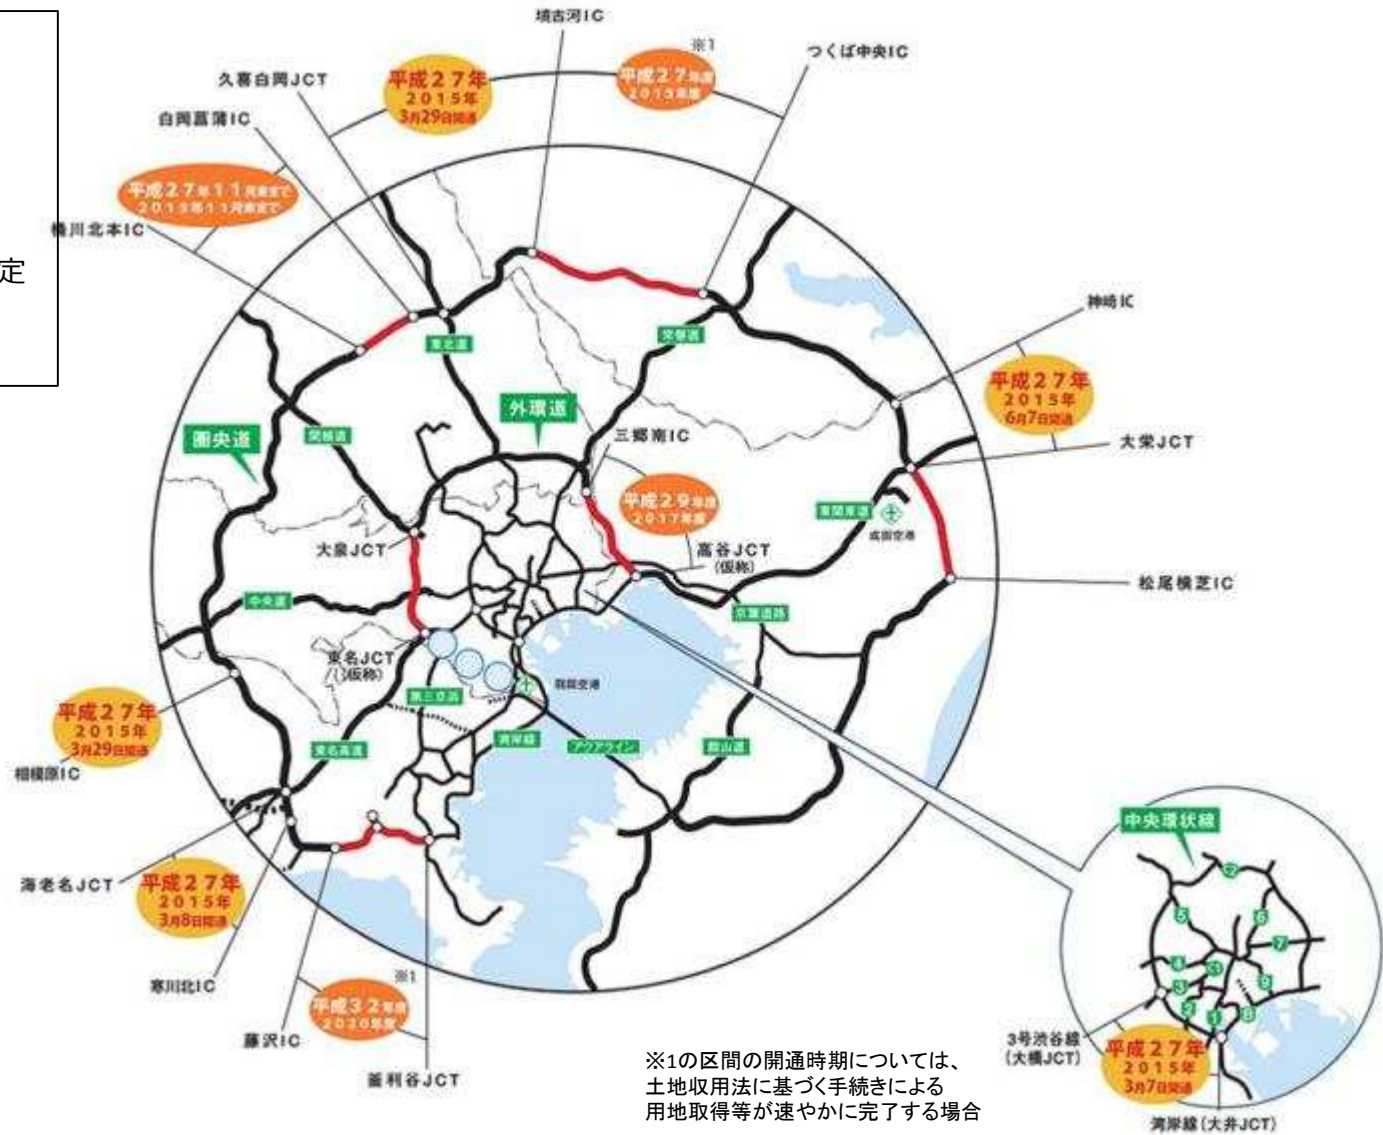 境古河IC
※1
つくば中央IC
久喜白岡JCT
平成27年
2015年
3月29日開通
平成27年度
2015年度
白岡菖蒲IC
平成27年11月末まで
2015年11月末まで
桶川北本IC
定
神崎IC
東北道
常磐道
平成27年
2015年
6月7日開通
外環道
圏央道
関越道
三郷南IC
大栄JCT
平成29年度
2017年度
東関東道
成田空港
大泉JCT
高谷JCT
(仮称)
松尾横芝IC
中央道
京葉道路
東名JCT
(仮称)
羽田空港
第三京浜
平成27年
2015年
3月29日開通
相模原IC
東名高速
湾岸線
アクアライン
館山道
中央環状線
C2
5
6
7
4
C1
3
9
2
1
8
海老名JCT
平成27年
2015年
3月8日開通
寒川北IC
※1
平成32年度
2020年度
藤沢IC
釜利谷JCT
3号渋谷線
(大橋JCT)
平成27年
2015年
3月7日開通
湾岸線(大井JCT)
※1の区間の開通時期については、
土地収用法に基づく手続きによる
用地取得等が速やかに完了する場合